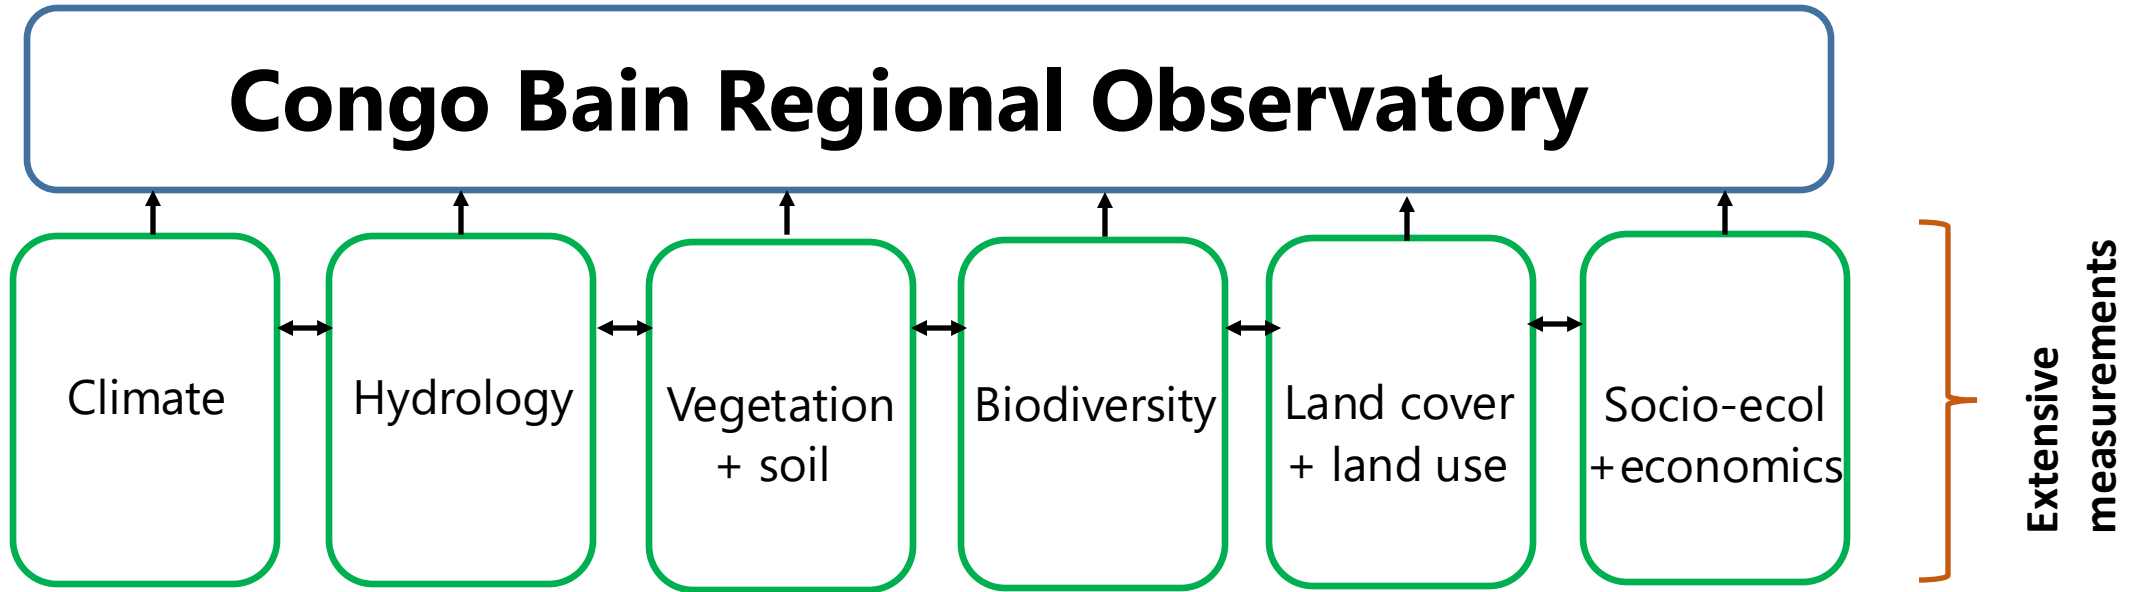 Congo Bain Regional Observatory
Climate
Hydrology
Vegetation
+ soil
Biodiversity
Land cover
+ land use
Socio-ecol
+economics
Extensive
measurements